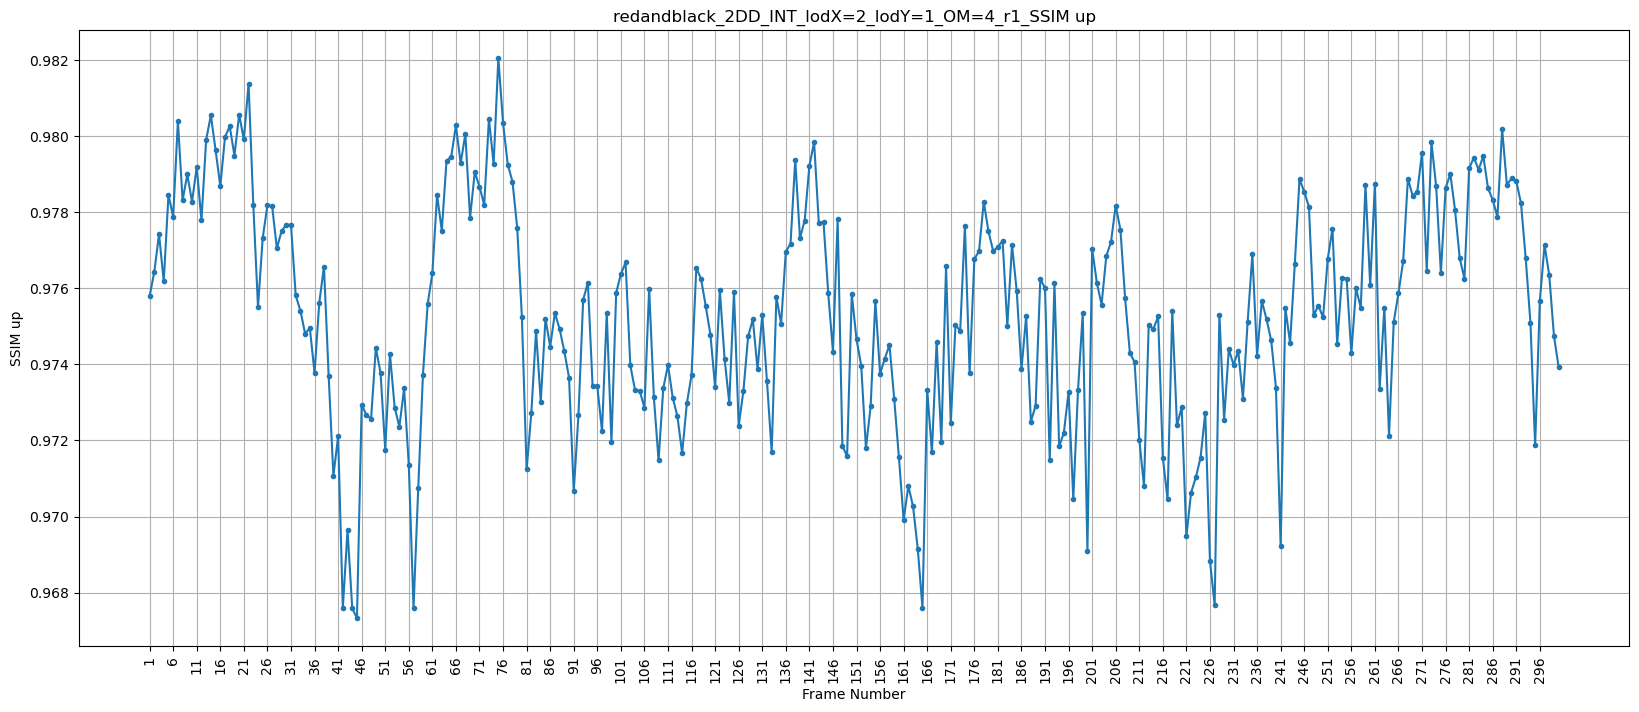 redandblack_2DD_INT_lodX=2_lodY=1_OM=4_r1_SSIM up
SSIM up
0.982
0.980
0.978
0.976
0.974
0.972
0.970
0.968
1 6 11 16 21 26 31 36 41 46 51 56 61 66 71 76 81 86 91 96 101 106 111 116 121 126 131 136 141 146 151 156 161 166 171 176 181 186 191 196 201 206 211 216 221 226 231 236 241 246 251 256 261 266 271 276 281 286 291 296
Frame Number